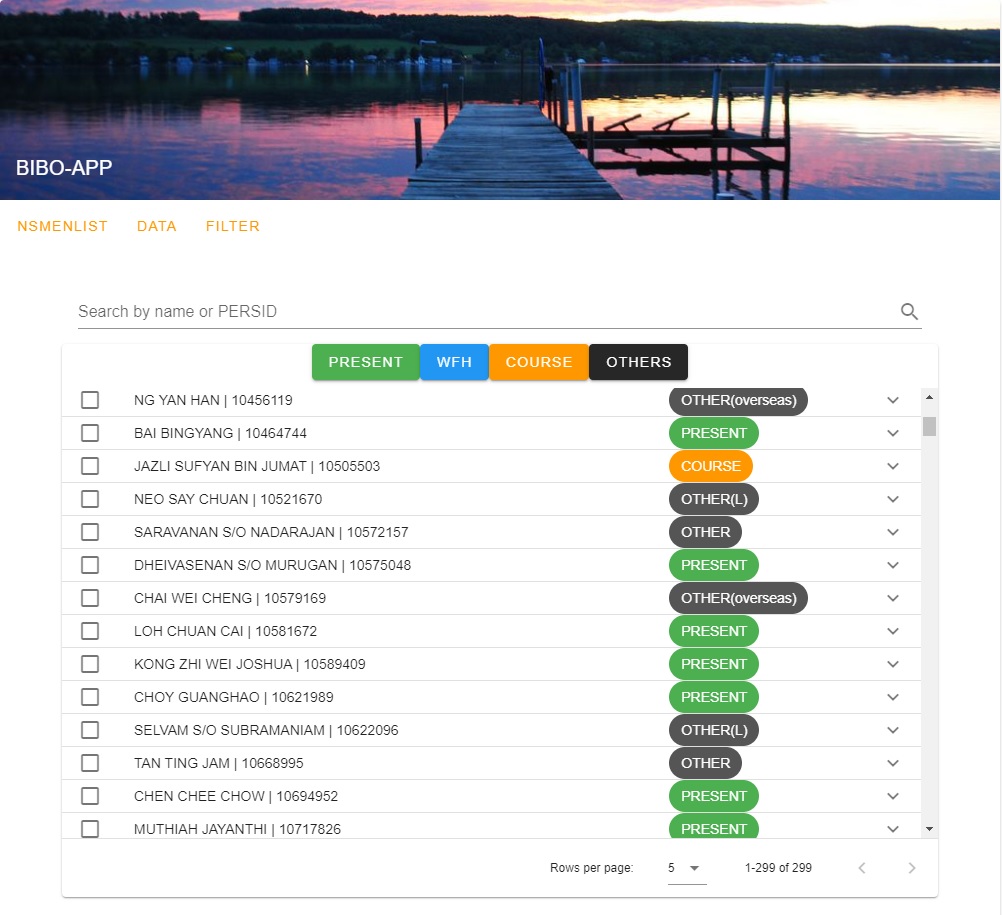 BIBO-APP
NSMENLIST DATA FILTER
Search by name or PERSID
PRESENT WFH COURSE OTHERS
NG YAN HAN | 10456119 OTHER(overseas)
BAI BINGYANG | 10464744 PRESENT
JAZLI SUFYAN BIN JUMAT | 10505503 COURSE
NEO SAY CHUAN | 10521670 OTHER(L)
SARAVANAN S/O NADARAJAN | 10572157 OTHER
DHEIVASENAN S/O MURUGAN | 10575048 PRESENT
CHAI WEI CHENG | 10579169 OTHER(overseas)
LOH CHUAN CAI | 10581672 PRESENT
KONG ZHI WEI JOSHUA | 10589409 PRESENT
CHOY GUANGHAO | 10621989 PRESENT
SELVAM S/O SUBRAMANIAM | 10622096 OTHER(L)
TAN TING JAM | 10668995 OTHER
CHEN CHEE CHOW | 10694952 PRESENT
MUTHIAH JAYANTHI | 10717826 PRESENT
Rows per page: 5 1-299 of 299